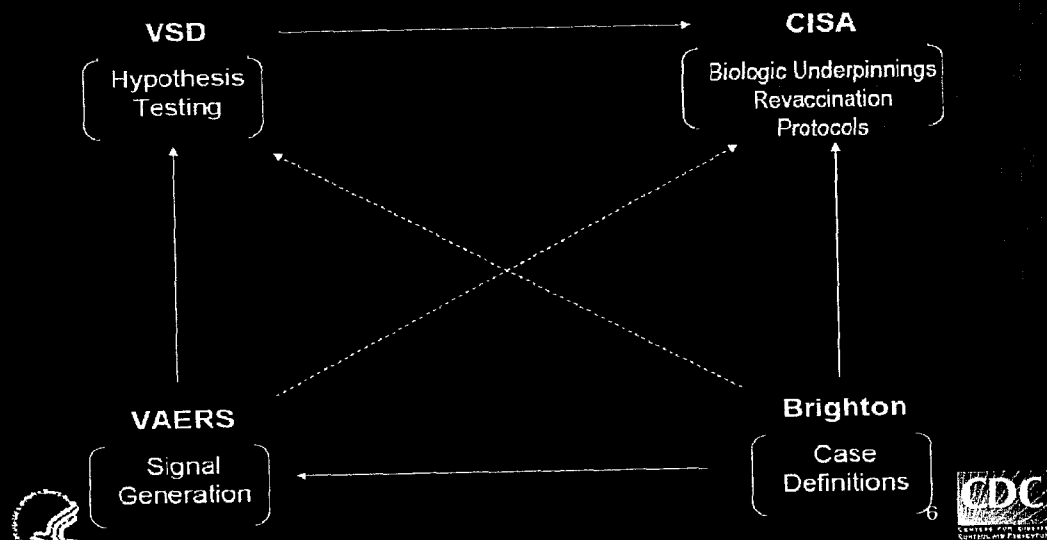 VSD
Hypothesis
Testing
CISA
Biologic Underpinnings
Revaccination
Protocols
VAERS
Signal
Generation
Brighton
Case
Definitions
6
CDC